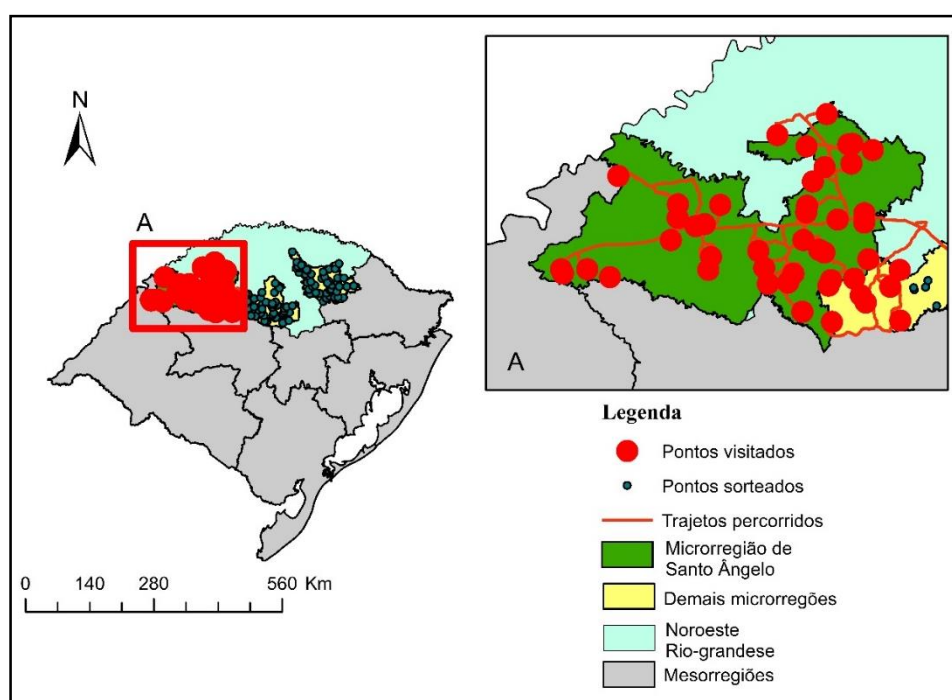 N
A
0 140 280 560 Km
A
Legenda
Pontos visitados
Pontos sorteados
Trajetos percorridos
Microrregião de
Santo Ângelo
Demais microrregões
Noroeste
Rio-grandese
Mesorregiões